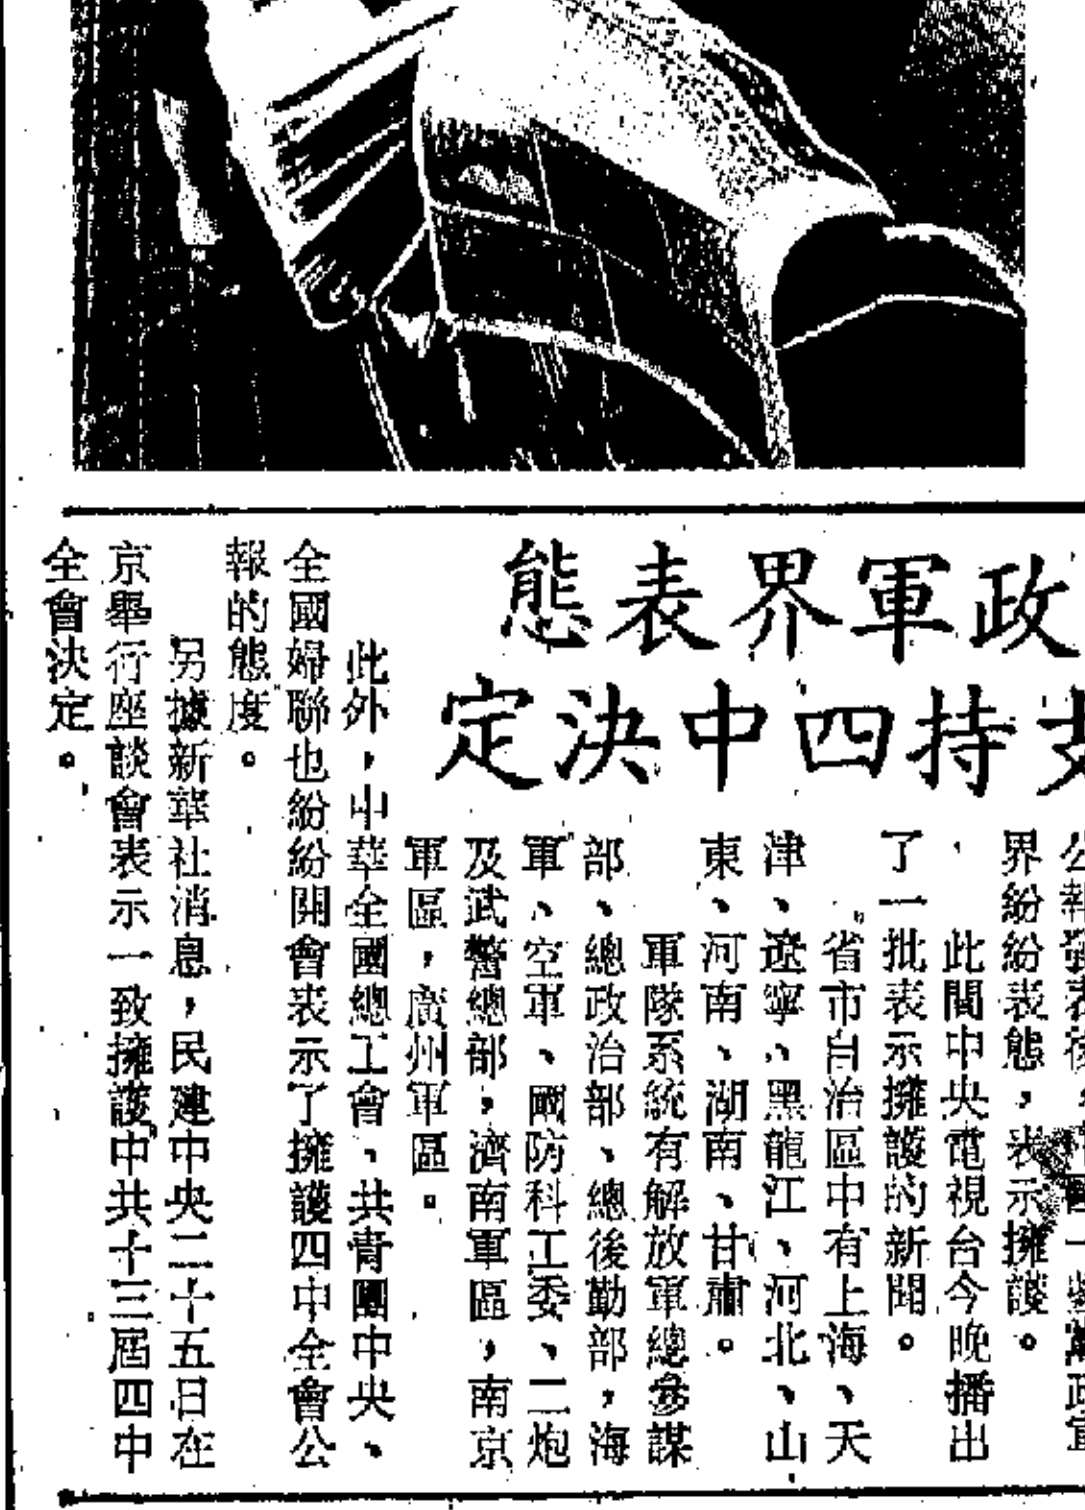 政軍界表態
支持四中決定
公報發表後,國一些黨政軍
界紛紛表態,表示擁護。
此間中央電視台今晚播出
了一批表示擁護的新聞。
省市自治區中有上海、天
津、遼寧、黑龍江、河北、山
東、河南、湖南、甘肅。
軍隊系統有解放軍總參謀
部、總政治部、總後勤部,海
軍、空軍、國防科工委、二炮
及武警總部,濟南軍區,南京
軍區,廣州軍區。
此外,中華全國總工會、共青團中央、
全國婦聯也紛紛開會表示了擁護四中全會公
報的態度。
另據新華社消息,民建中央二十五日在
京舉行座談會表示一致擁護中共十三屆四中
全會決定。